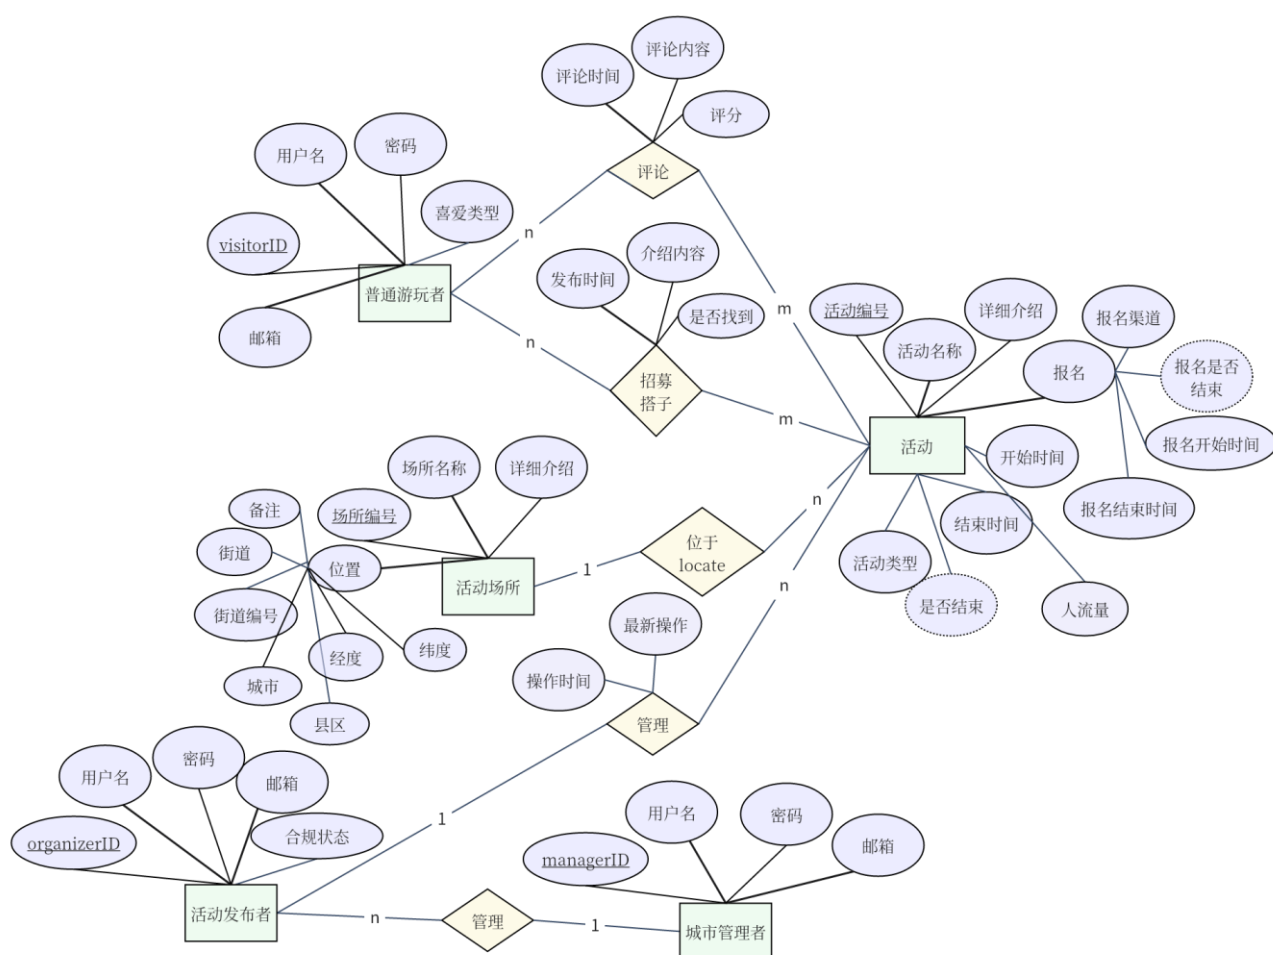 评论内容
评论时间
评分
密码
用户名
评论
喜爱类型
visitorID
n
介绍内容
发布时间
普通游玩者
是否找到
m
活动编号
详细介绍
报名渠道
邮箱
n
活动名称
报名
报名是否
结束
招募
搭子
m
活动
报名开始时间
开始时间
场所名称
详细介绍
n
报名结束时间
备注
场所编号
结束时间
街道
位置
位于
locate
1
活动类型
活动场所
n
是否结束
人流量
街道编号
最新操作
经度
纬度
操作时间
城市
县区
管理
密码
用户名
邮箱
1
用户名
密码
合规状态
organizerID
邮箱
managerID
活动发布者
n
管理
1
城市管理者